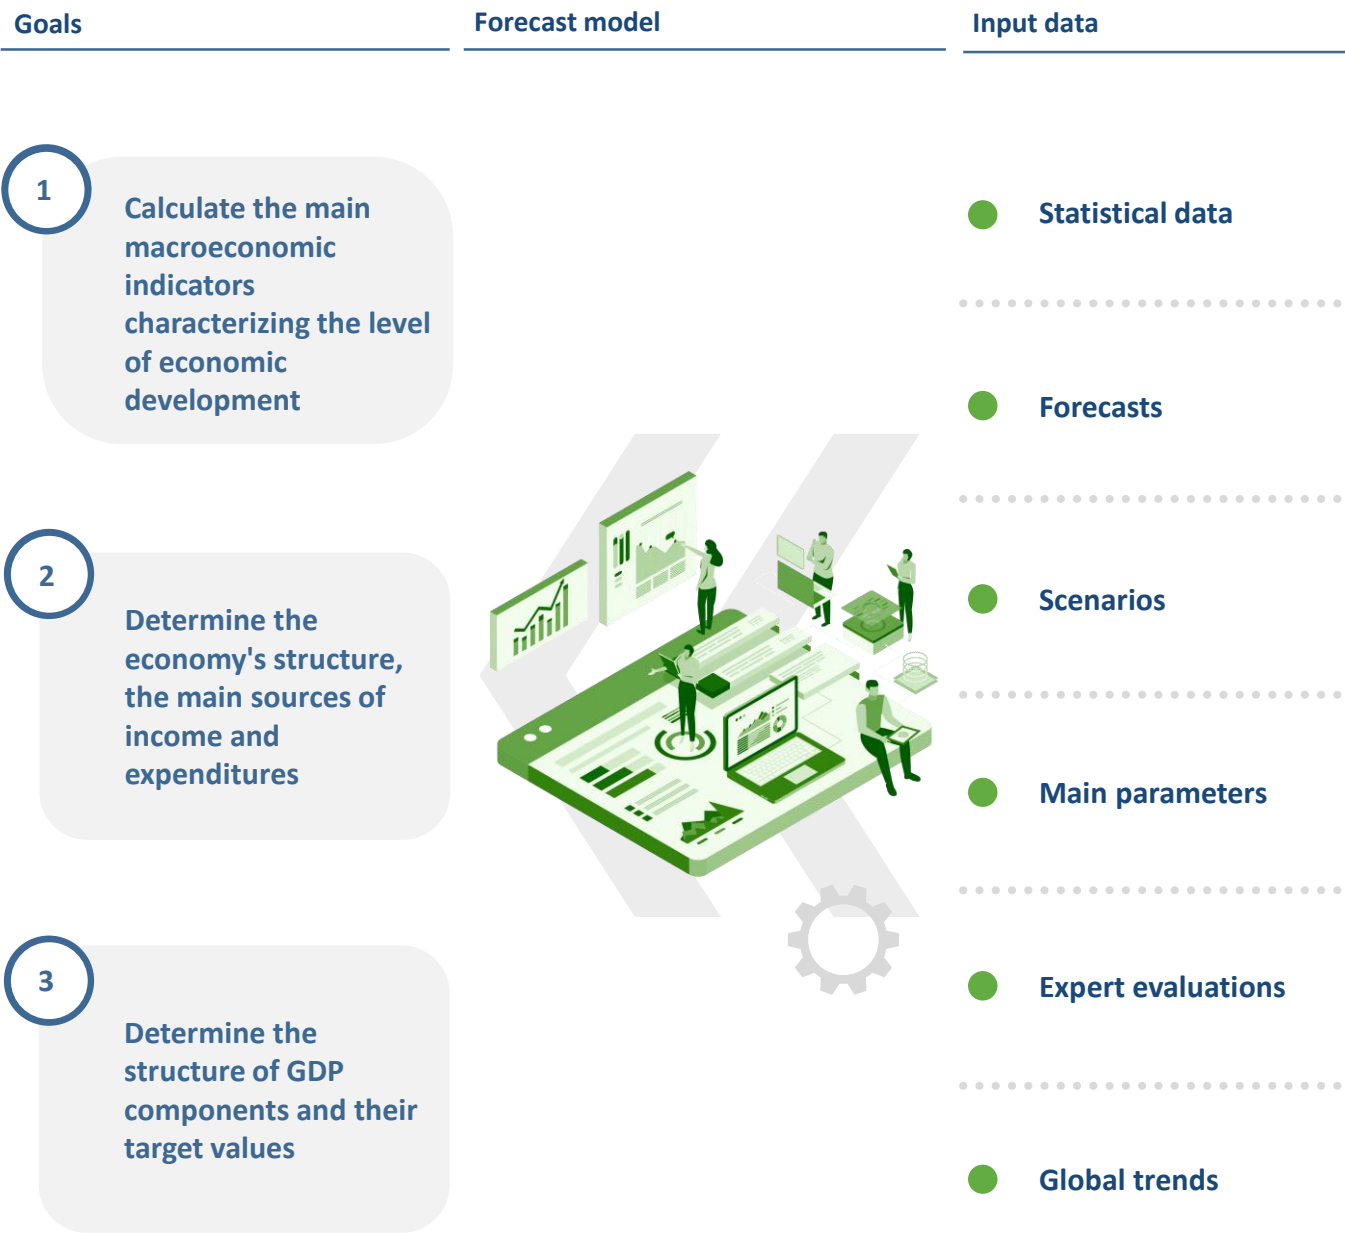 Goals
Forecast model
Input data
1
Calculate the main
macroeconomic
indicators
characterizing the level
of economic
development
2
Determine the
economy's structure,
the main sources of
income and
expenditures
3
Determine the
structure of GDP
components and their
target values
Statistical data
Forecasts
Scenarios
Main parameters
Expert evaluations
Global trends